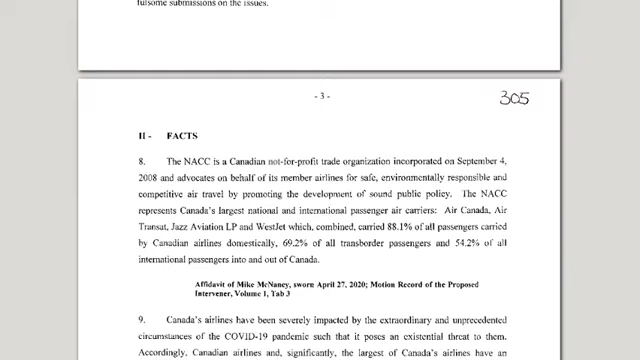 fulsome submissions on the issues.
- 3 -
305
II - FACTS
8. The NACC is a Canadian not-for-profit trade organization incorporated on September 4,
2008 and advocates on behalf of its member airlines for safe, environmentally responsible and
competitive air travel by promoting the development of sound public policy. The NACC
represents Canada's largest national and international passenger air carriers: Air Canada, Air
Transat, Jazz Aviation LP and WestJet which, combined, carried 88.1% of all passengers carried
by Canadian airlines domestically, 69.2% of all transborder passengers and 54.2% of all
international passengers into and out of Canada.
Affidavit of Mike McNaney, sworn April 27, 2020; Motion Record of the Proposed
Intervener, Volume 1, Tab 3
9. Canada's airlines have been severely impacted by the extraordinary and unprecedented
circumstances of the COVID-19 pandemic such that it poses an existential threat to them.
Accordingly, Canadian airlines and, significantly, the largest of Canada's airlines have an